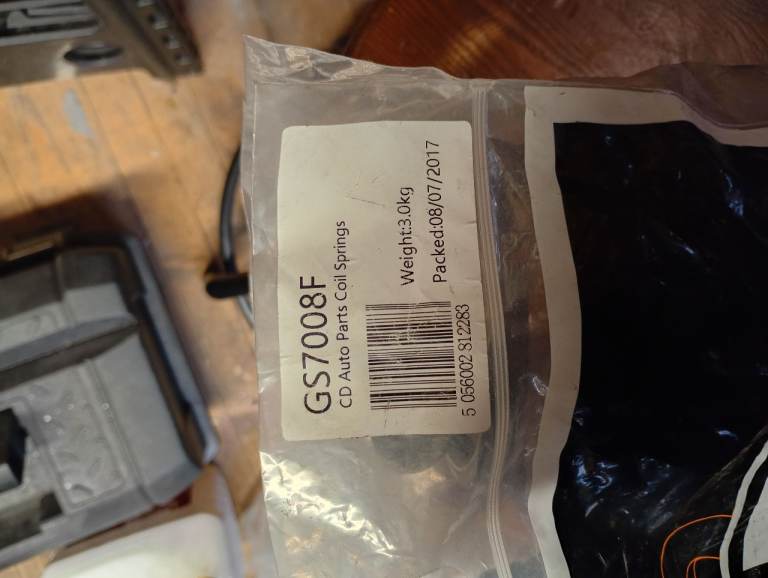 GS7008F
CD Auto Parts Coil Springs
Weight:3.0kg
Packed:08/07/2017
5 056002 812283